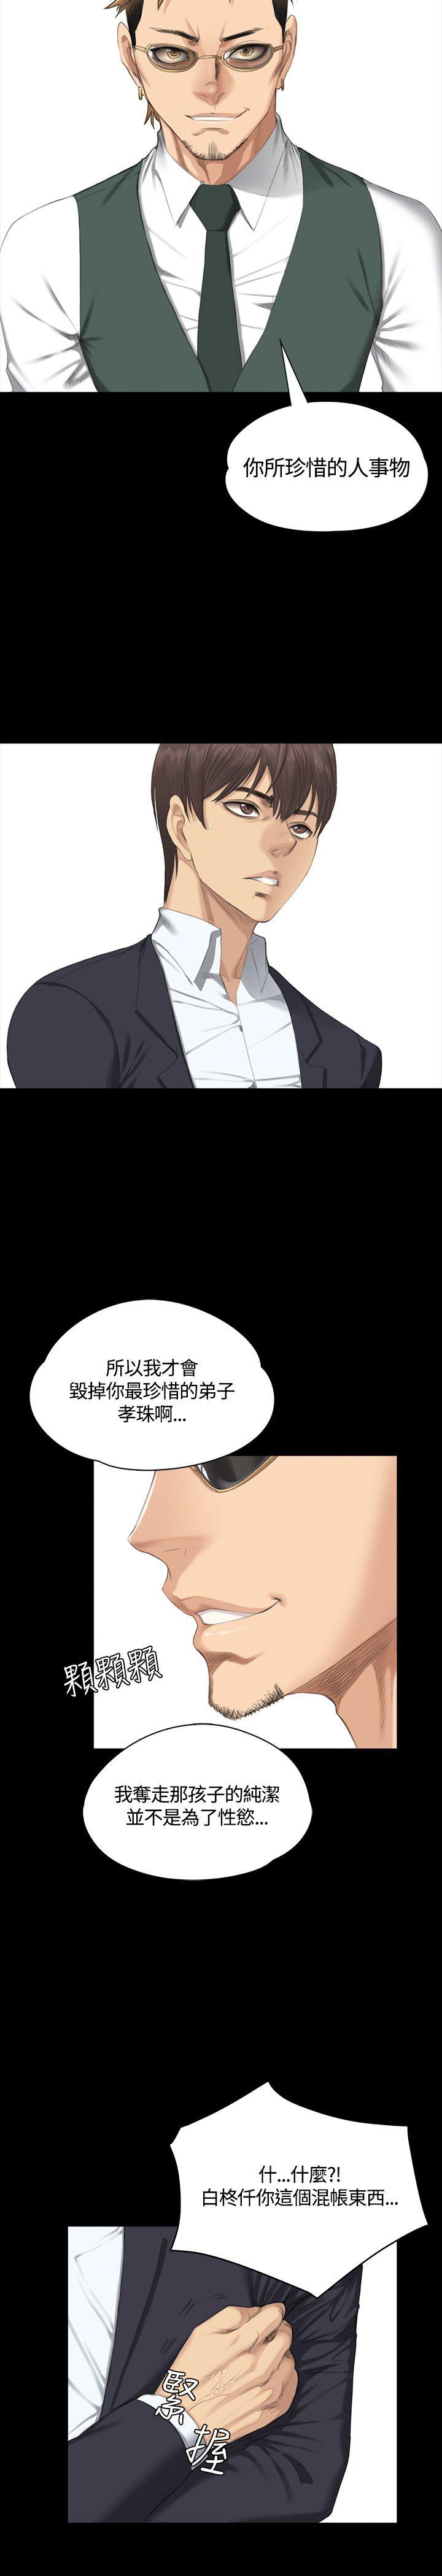 你所珍惜的人事物
所以我才會
毀掉你最珍惜的弟子
孝珠啊...
顆顆顆
我奪走那孩子的純潔
並不是為了性慾...
什...什麼?!
白柊仟你這個混帳東西...
緊握